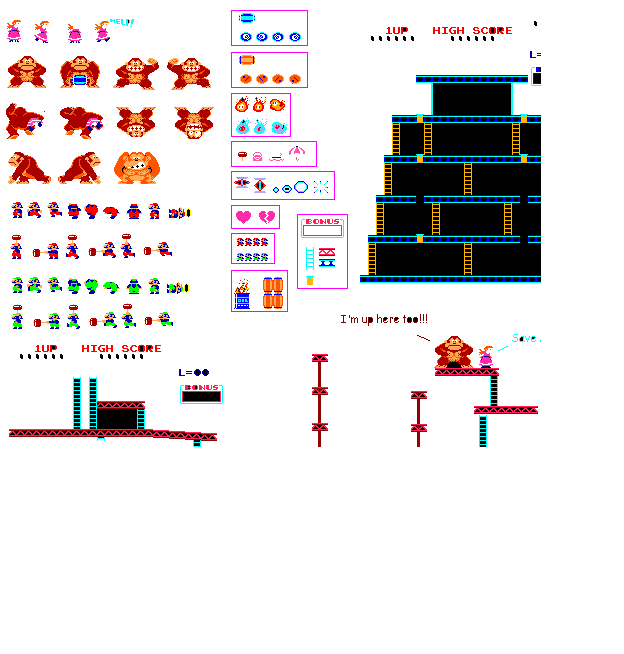 HELP!
1UP HIGH SCORE
L=
BONUS
I'm up here too!!!
Save.
1UP HIGH SCORE
L=
BONUS